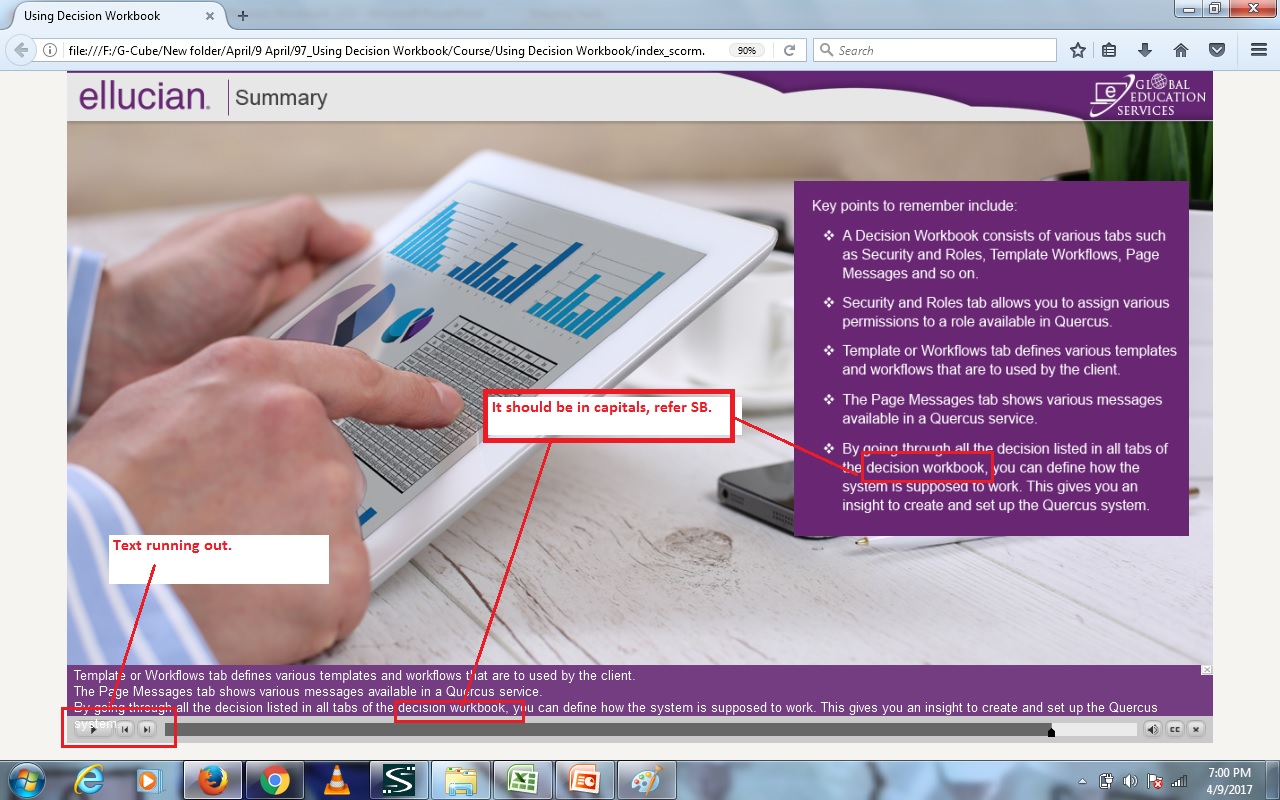 Using Decision Workbook
file:///F:/G-Cube/New folder/April/9 April/97_Using Decision Workbook/Course/Using Decision Workbook/index_scorm.
90%
Search
ellucian.
Summary
GLOBAL
EDUCATION
SERVICES
Key points to remember include:
❖ A Decision Workbook consists of various tabs such
as Security and Roles, Template Workflows, Page
Messages and so on.
❖ Security and Roles tab allows you to assign various
permissions to a role available in Quercus.
❖ Template or Workflows tab defines various templates
and workflows that are to used by the client.
❖ The Page Messages tab shows various messages
available in a Quercus service.
❖ By going through all the decision listed in all tabs of
the decision workbook, you can define how the
system is supposed to work. This gives you an
insight to create and set up the Quercus system.
It should be in capitals, refer SB.
Text running out.
Template or Workflows tab defines various templates and workflows that are to used by the client.
The Page Messages tab shows various messages available in a Quercus service.
By going through all the decision listed in all tabs of the decision workbook, you can define how the system is supposed to work. This gives you an insight to create and set up the Quercus
system.
CC
7:00 PM
4/9/2017